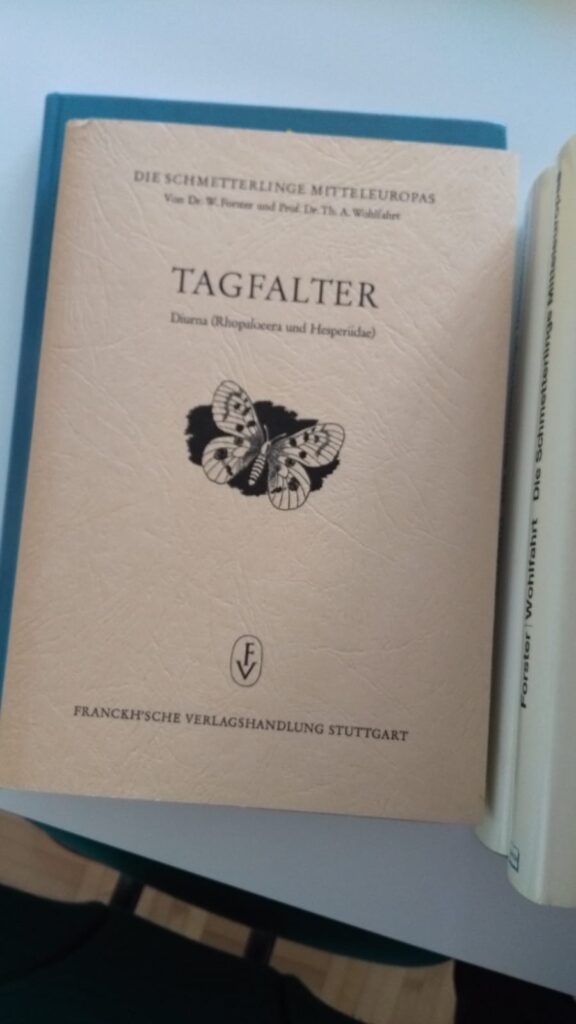 DIE SCHMETTERLINGE MITTELEUROPAS
Von Dr. W. Forster und Prof. Dr. Th. A. Wohlfahrt
TAGFALTER
Diurna (Rhopalocera und Hesperiidae)
FV
FRANCKH'SCHE VERLAGSHANDLUNG STUTTGART
Forster | Wohlfahrt Die Schmetterlinge Mitteleuropas